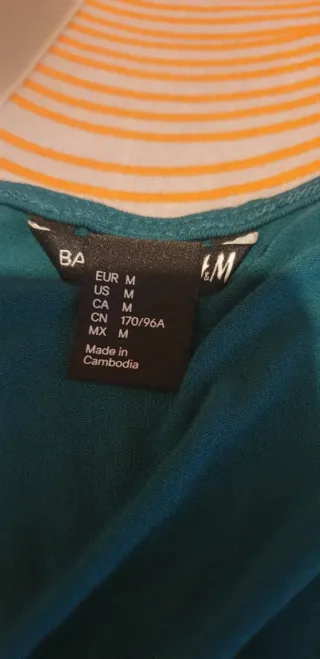 BA &M
EUR M
US M
CA M
CN 170/96A
MX M
Made in
Cambodia